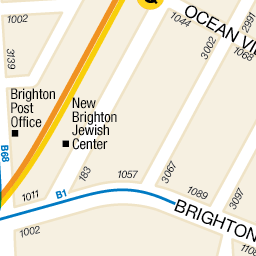 1002
1044
OCEAN VI
2991
3002
1068
3139
Brighton
Post
Office
New
Brighton
Jewish
Center
B68
1011
183
B1
1057
3067
1089
BRIGHTON
1002
3108